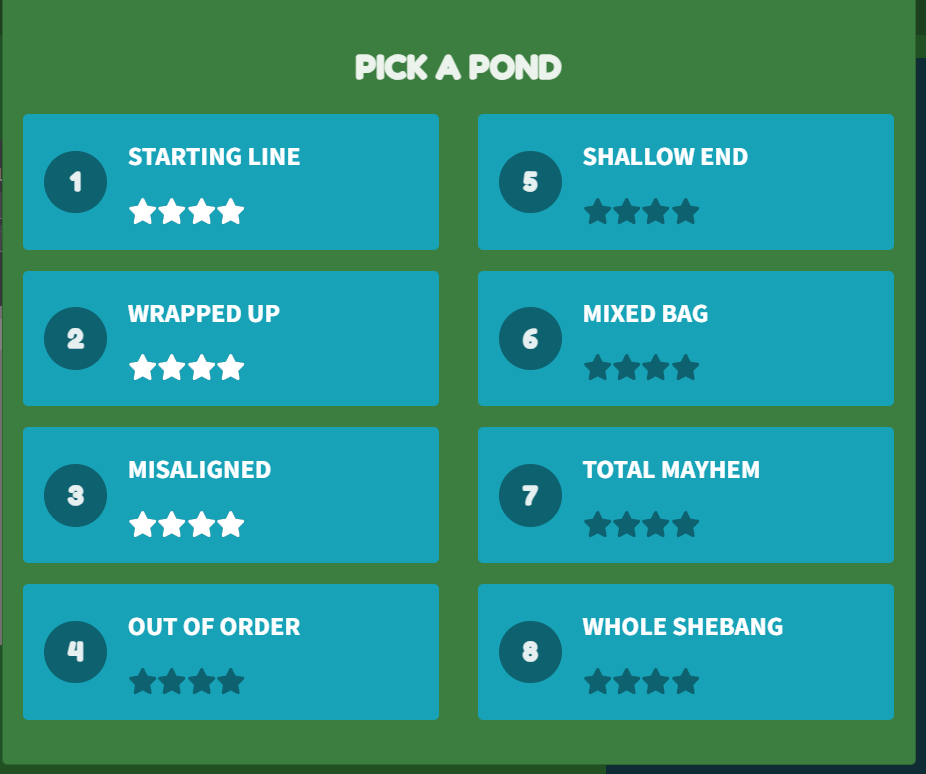 PICK A POND
1
STARTING LINE
2
WRAPPED UP
3
MISALIGNED
4
OUT OF ORDER
5
SHALLOW END
6
MIXED BAG
7
TOTAL MAYHEM
8
WHOLE SHEBANG